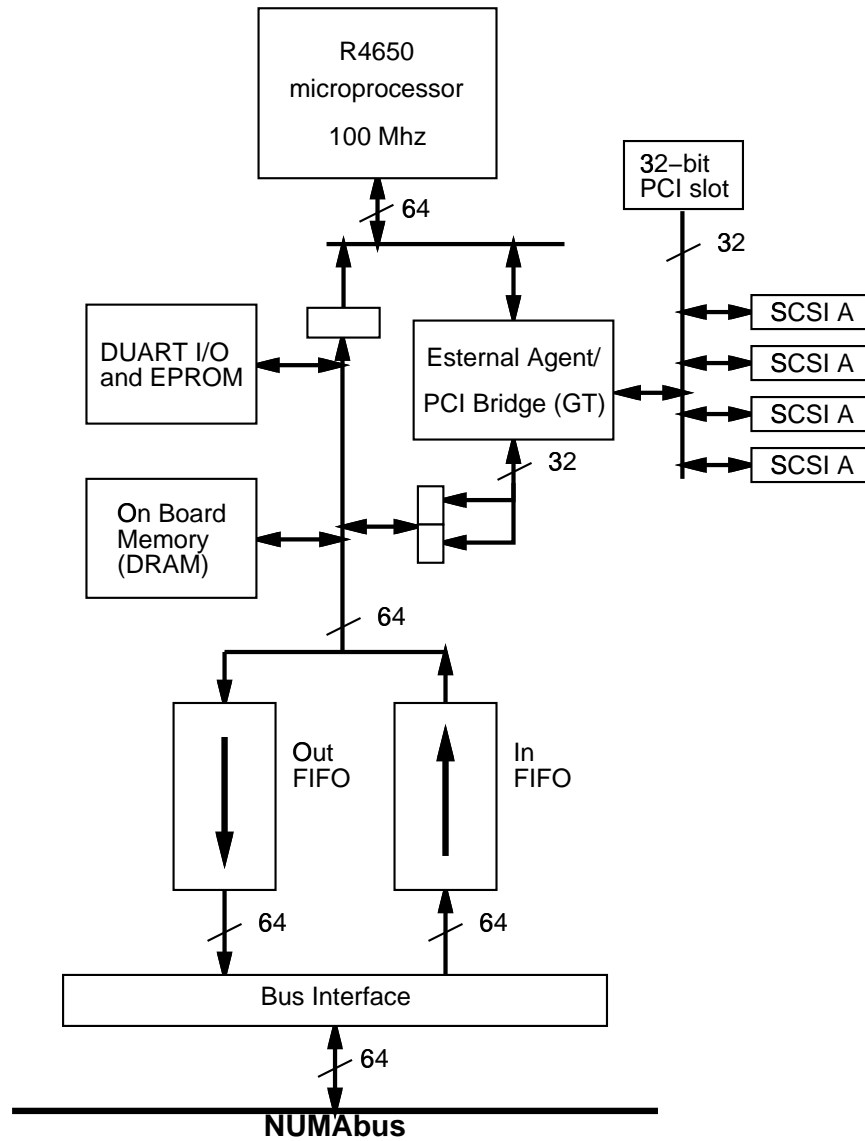 R4650
microprocessor
100 Mhz
64
32-bit
PCI slot
32
DUART I/O
and EPROM
Esternal Agent/
PCI Bridge (GT)
SCSI A
SCSI A
SCSI A
SCSI A
32
On Board
Memory
(DRAM)
64
Out
FIFO
In
FIFO
64
64
Bus Interface
64
NUMAbus